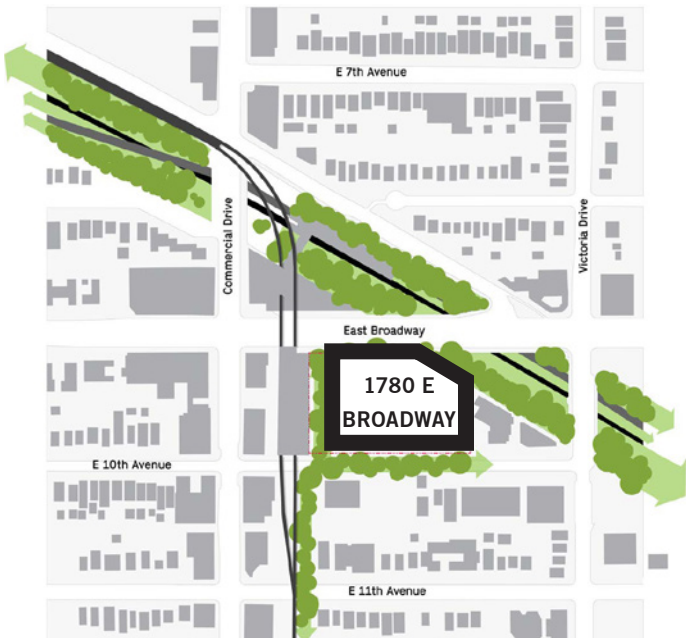 E 7th Avenue
Commercial Drive
Victoria Drive
East Broadway
1780 E
BROADWAY
E 10th Avenue
E 11th Avenue